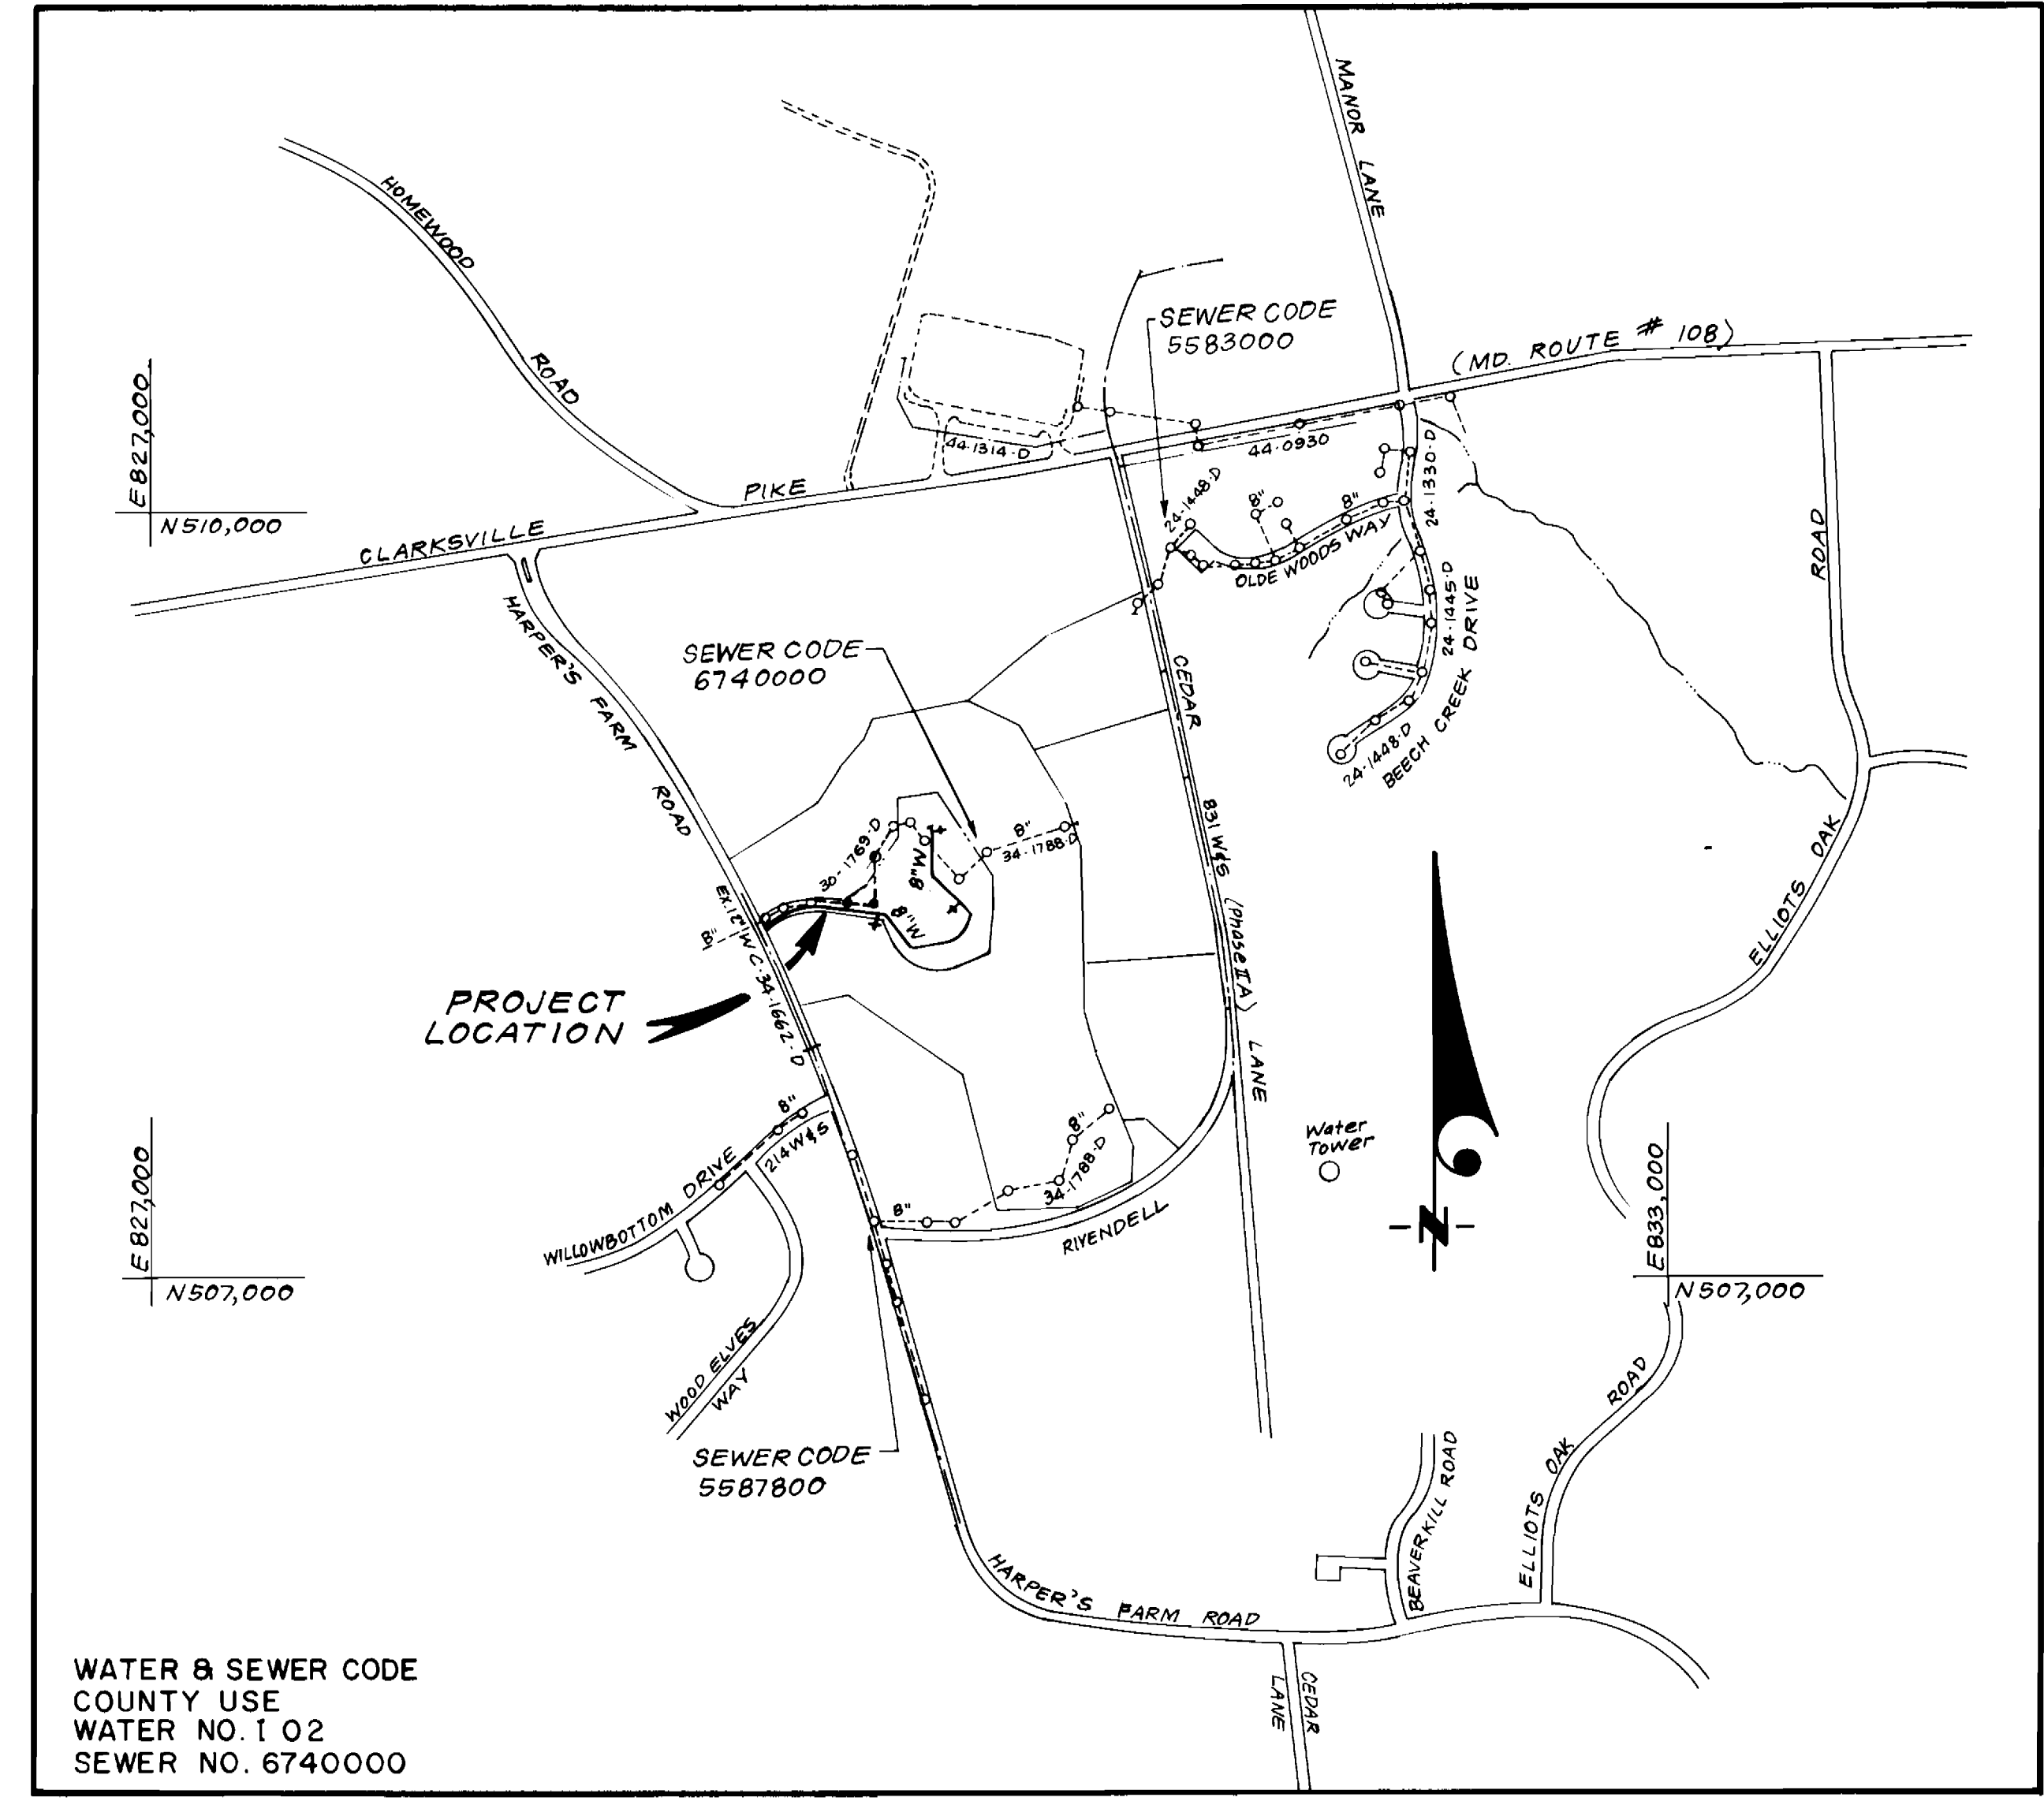 MANOR LANE
HOMEWOOD
ROAD
SEWER CODE
5583000
(MD. ROUTE # 108)
E 827,000
N510,000
44-1314-D
44-0930
24-1330-D
PIKE
CLARKSVILLE
24-1448-D
8"
8"
OLDE WOODS WAY
ROAD
HARPER'S FARM ROAD
24-1445-D
BEECH CREEK DRIVE
24-1448-D
SEWER CODE
6740000
CEDAR
831 W&S (Phase II A)
LANE
30-1769-D
8"W
8"
34-1788-D
8"W
EX. 12" W C-34-1662-D
8"
ELLIOTS OAK
PROJECT
LOCATION
8"
214 W&S
WILLOWBOTTOM DRIVE
8"
34-1788-D
8"
RIVENDELL
Water
Tower
N
E 827,000
N507,000
E 833,000
N507,000
WOOD ELVES
WAY
SEWER CODE
5587800
ELLIOTS OAK ROAD
BEAVERKILL ROAD
HARPER'S FARM ROAD
CEDAR
LANE
WATER & SEWER CODE
COUNTY USE
WATER NO. I 02
SEWER NO. 6740000